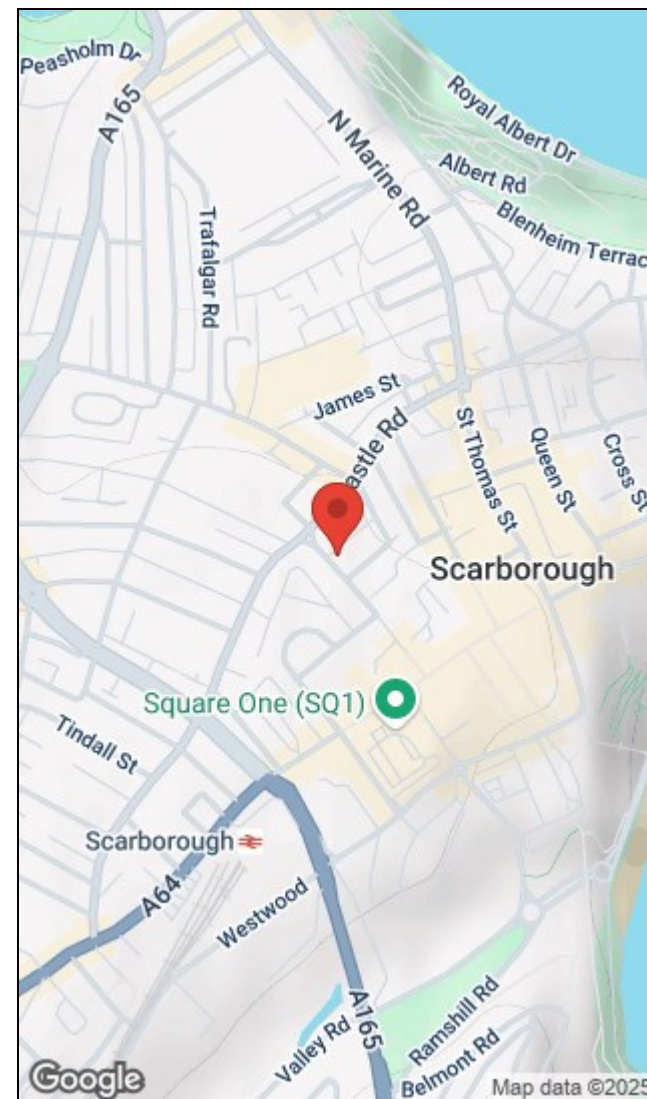 Peasholm Dr
A165
Royal Albert Dr
N Marine Rd
Albert Rd
Blenheim Terrac
Trafalgar Rd
James St
astle Rd
St Thomas St
Queen St
Cross St
Scarborough
Square One (SQ1)
Tindall St
Scarborough
A64
Westwood
A165
Valley Rd
Ramshill Rd
Belmont Rd
Google
Map data ©2025